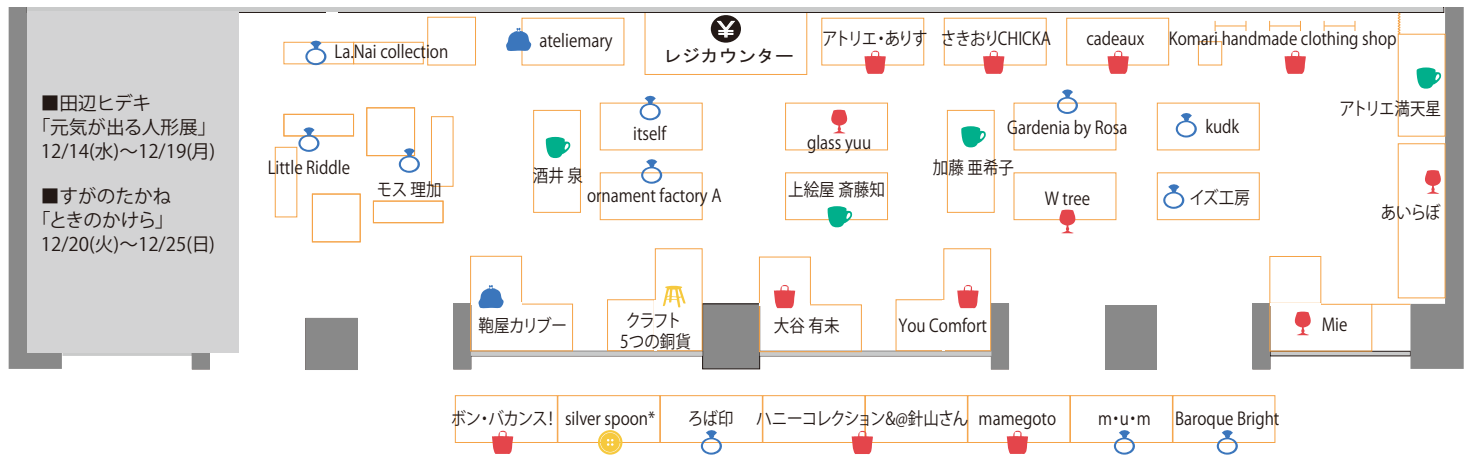 ■田辺ヒデキ
「元気が出る人形展」
12/14(水)～12/19(月)
■すがのたかね
「ときのかけら」
12/20(火)～12/25(日)
La.Nai collection
ateliemary
¥
レジカウンター
アトリエ・ありす
さきおりCHICKA
cadeaux
Komari handmade clothing shop
アトリエ満天星
Little Riddle
モス 理加
酒井 泉
itself
ornament factory A
glass yuu
上絵屋 斎藤知
加藤 亜希子
Gardenia by Rosa
W tree
kudk
イズ工房
あいらぼ
鞄屋カリブー
クラフト
5つの銅貨
大谷 有未
You Comfort
Mie
ボン・バカンス!
silver spoon*
ろば印
ハニーコレクション&@針山さん
mamegoto
m・u・m
Baroque Bright